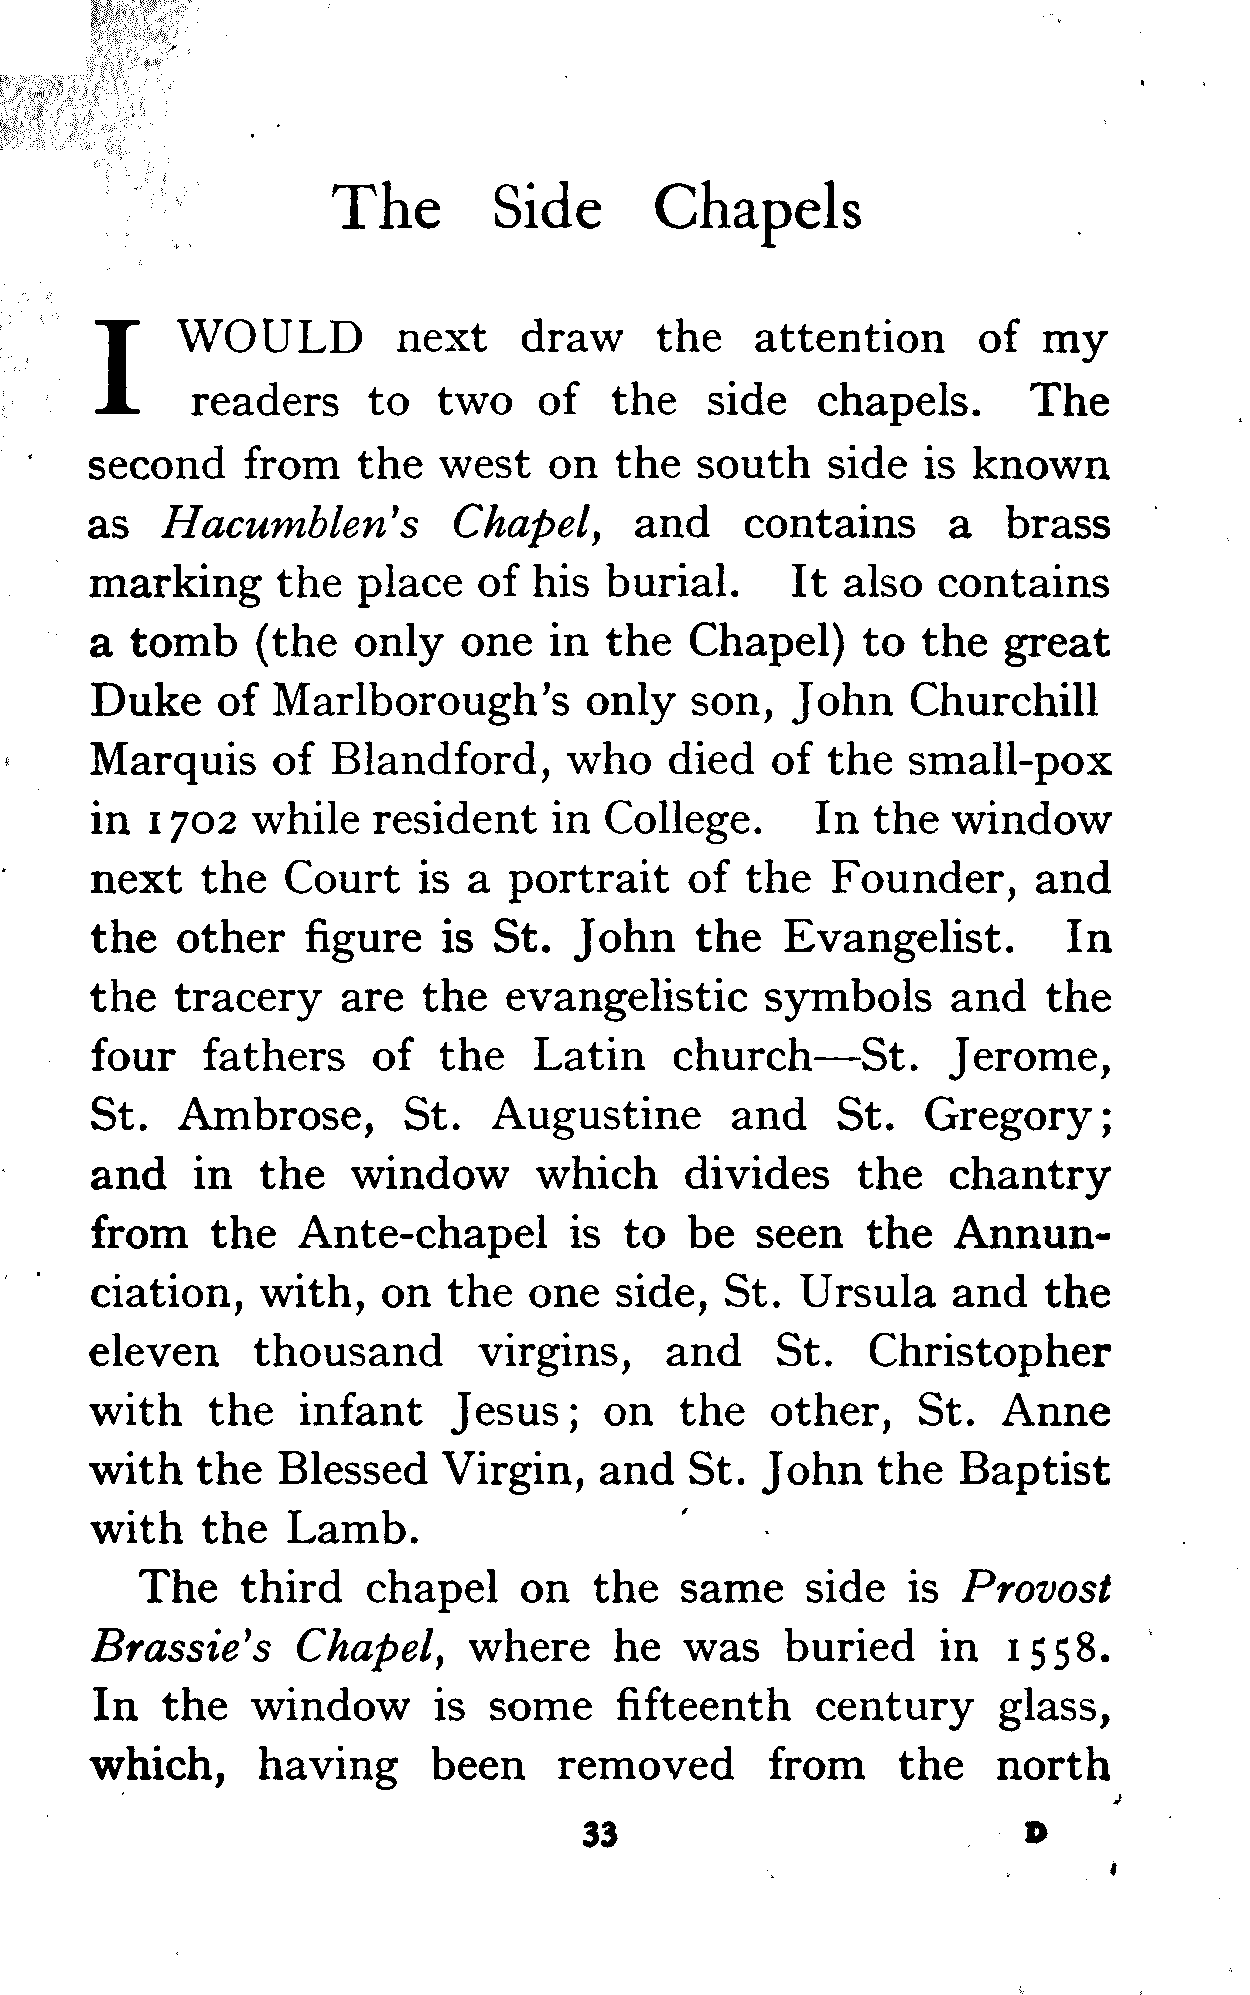 The Side Chapels
I WOULD next draw the attention of my
readers to two of the side chapels. The
second from the west on the south side is known
as Hacumblen's Chapel, and contains a brass
marking the place of his burial. It also contains
a tomb (the only one in the Chapel) to the great
Duke of Marlborough's only son, John Churchill
Marquis of Blandford, who died of the small-pox
in 1702 while resident in College. In the window
next the Court is a portrait of the Founder, and
the other figure is St. John the Evangelist. In
the tracery are the evangelistic symbols and the
four fathers of the Latin church—St. Jerome,
St. Ambrose, St. Augustine and St. Gregory;
and in the window which divides the chantry
from the Ante-chapel is to be seen the Annun-
ciation, with, on the one side, St. Ursula and the
eleven thousand virgins, and St. Christopher
with the infant Jesus; on the other, St. Anne
with the Blessed Virgin, and St. John the Baptist
with the Lamb.
The third chapel on the same side is Provost
Brassie's Chapel, where he was buried in 1558.
In the window is some fifteenth century glass,
which, having been removed from the north
33 D